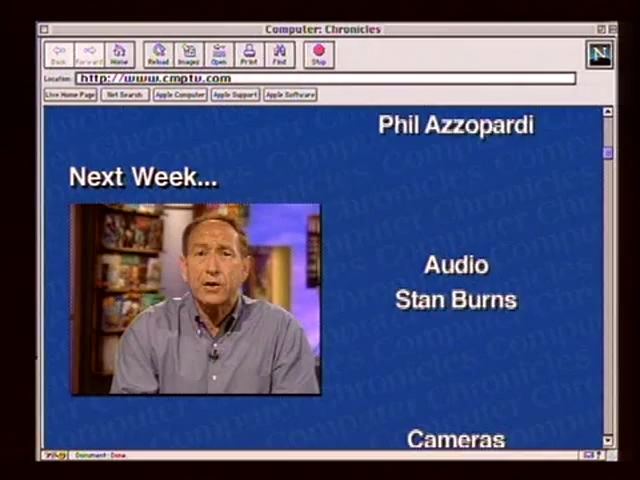 Computer: Chronicles
Back Forward Home Reload Images Open Print Find Stop
N
Location: http://www.cmptv.com
Live Home Page Net Search Apple Computer Apple Support Apple Software
Phil Azzopardi
Next Week...
Audio
Stan Burns
Cameras
Document: Done.